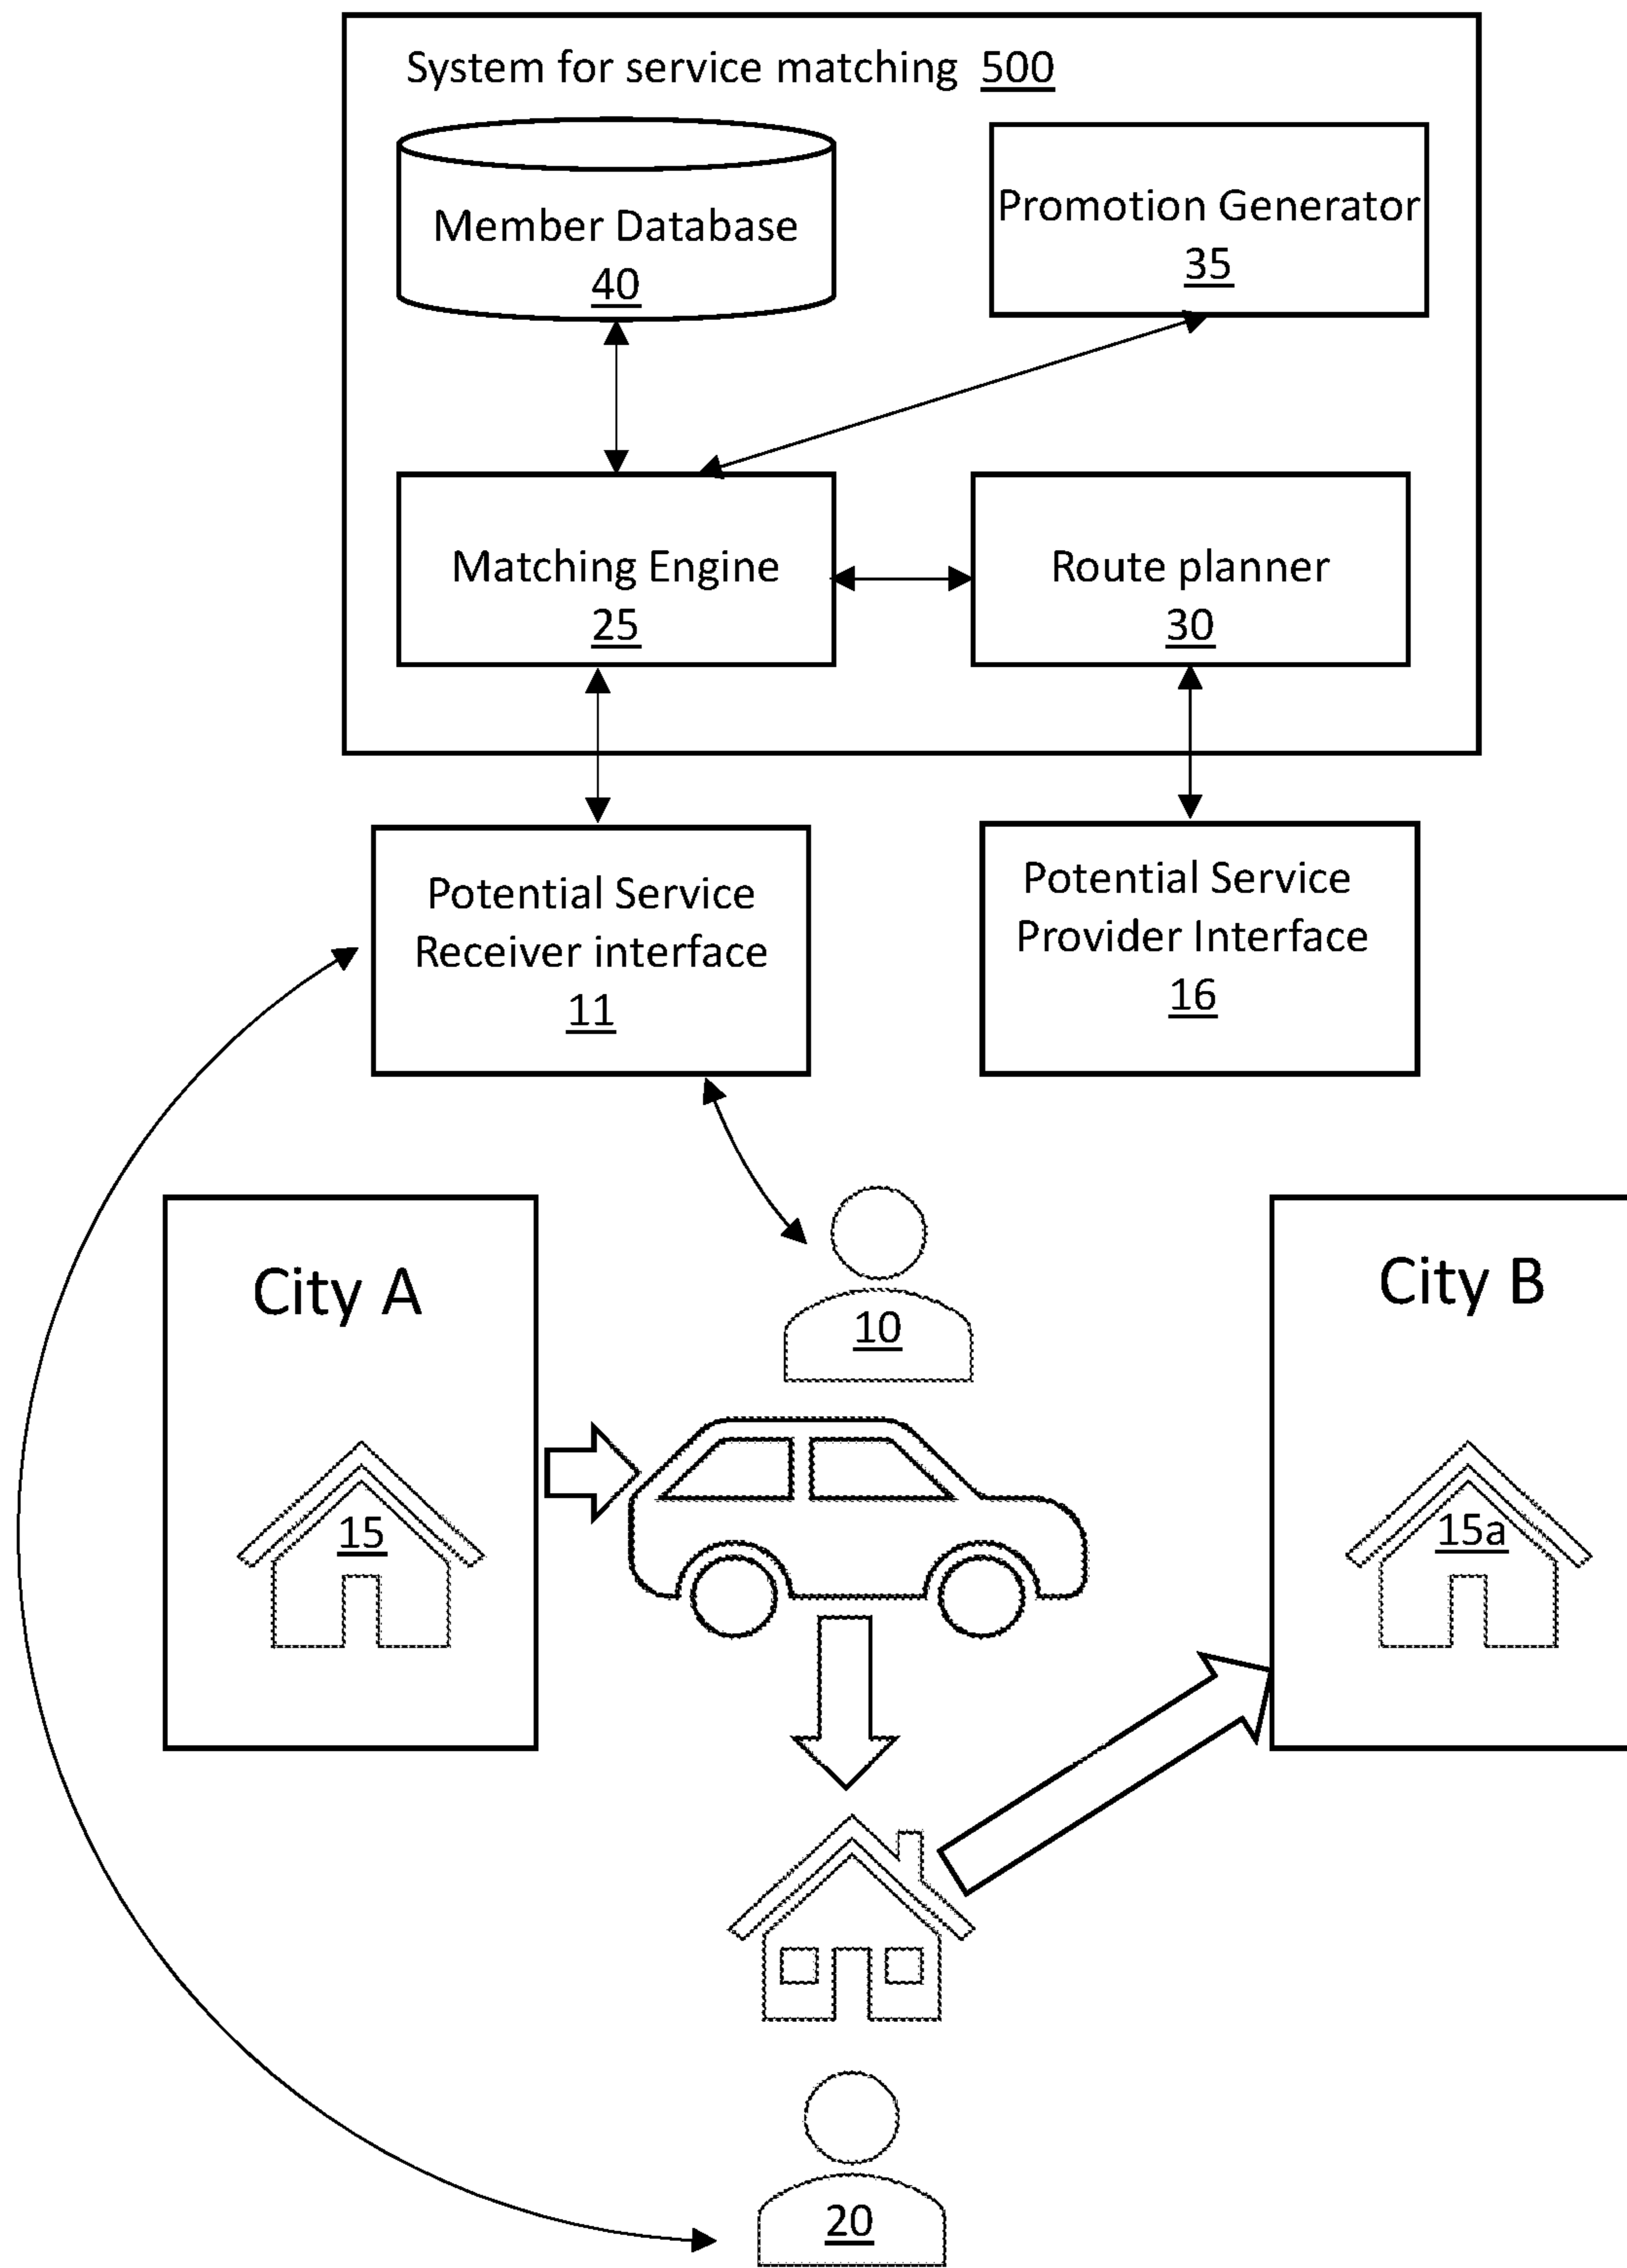 System for service matching 500
Member Database
40
Promotion Generator
35
Matching Engine
25
Route planner
30
Potential Service
Receiver interface
11
Potential Service
Provider Interface
16
City A
City B
10
15
15a
20